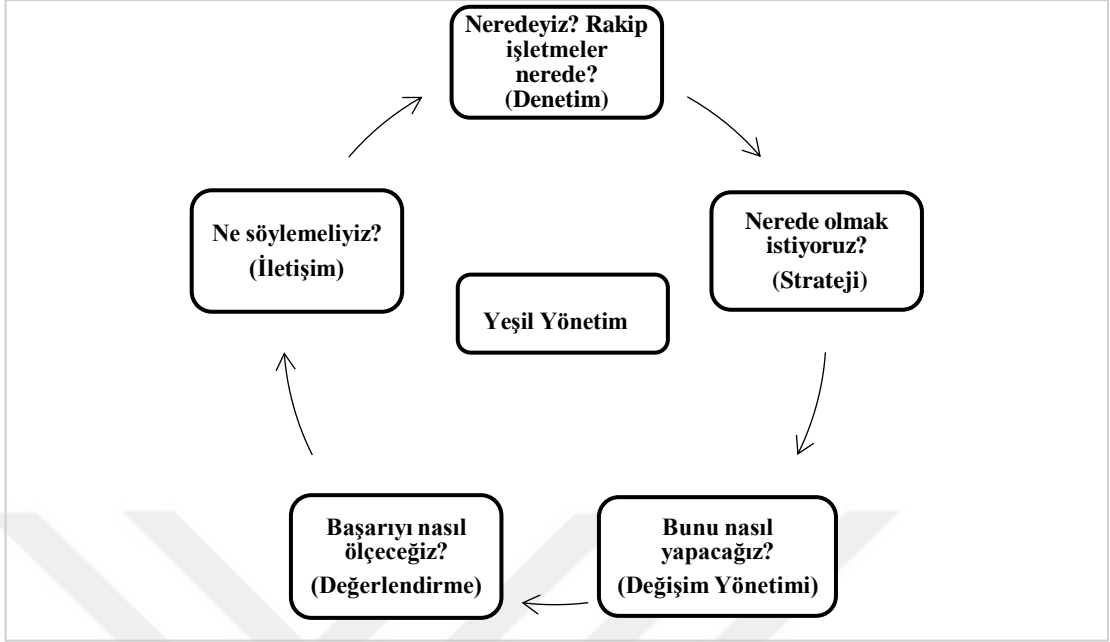 Neredeyiz? Rakip
işletmeler
nerede?
(Denetim)
Nerede olmak
istiyoruz?
(Strateji)
Bunu nasıl
yapacağız?
(Değişim Yönetimi)
Başarıyı nasıl
ölçeceğiz?
(Değerlendirme)
Ne söylemeliyiz?
(İletişim)
Yeşil Yönetim